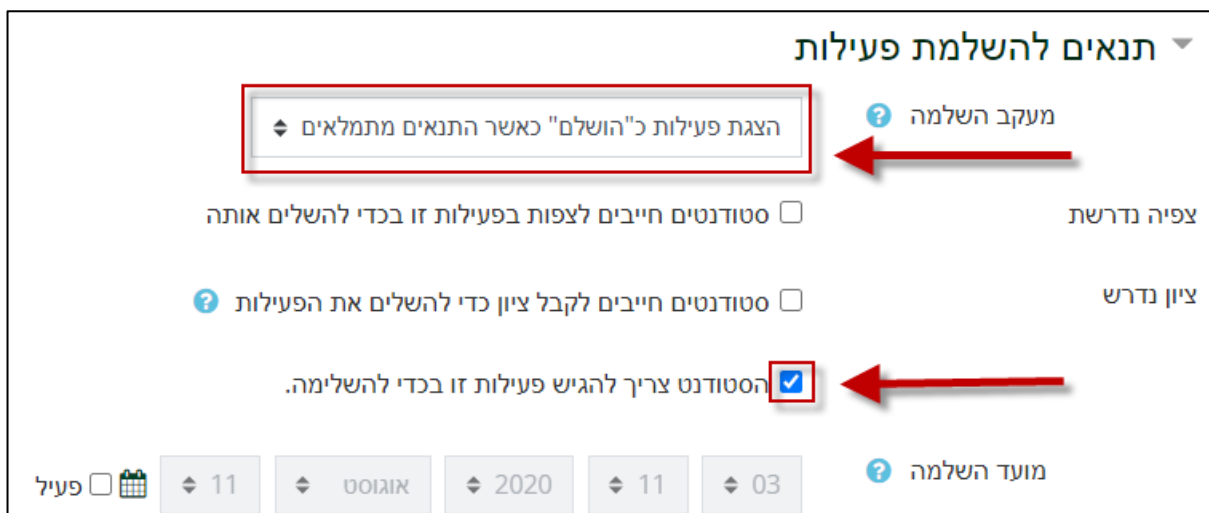 תנאים להשלמת פעילות
מעקב השלמה ? הצגת פעילות כ"הושלם" כאשר התנאים מתמלאים
צפיה נדרשת סטודנטים חייבים לצפות בפעילות זו בכדי להשלים אותה
ציון נדרש סטודנטים חייבים לקבל ציון כדי להשלים את הפעילות ?
הסטודנט צריך להגיש פעילות זו בכדי להשלימה.
מועד השלמה ? 03 11 2020 אוגוסט 11 פעיל